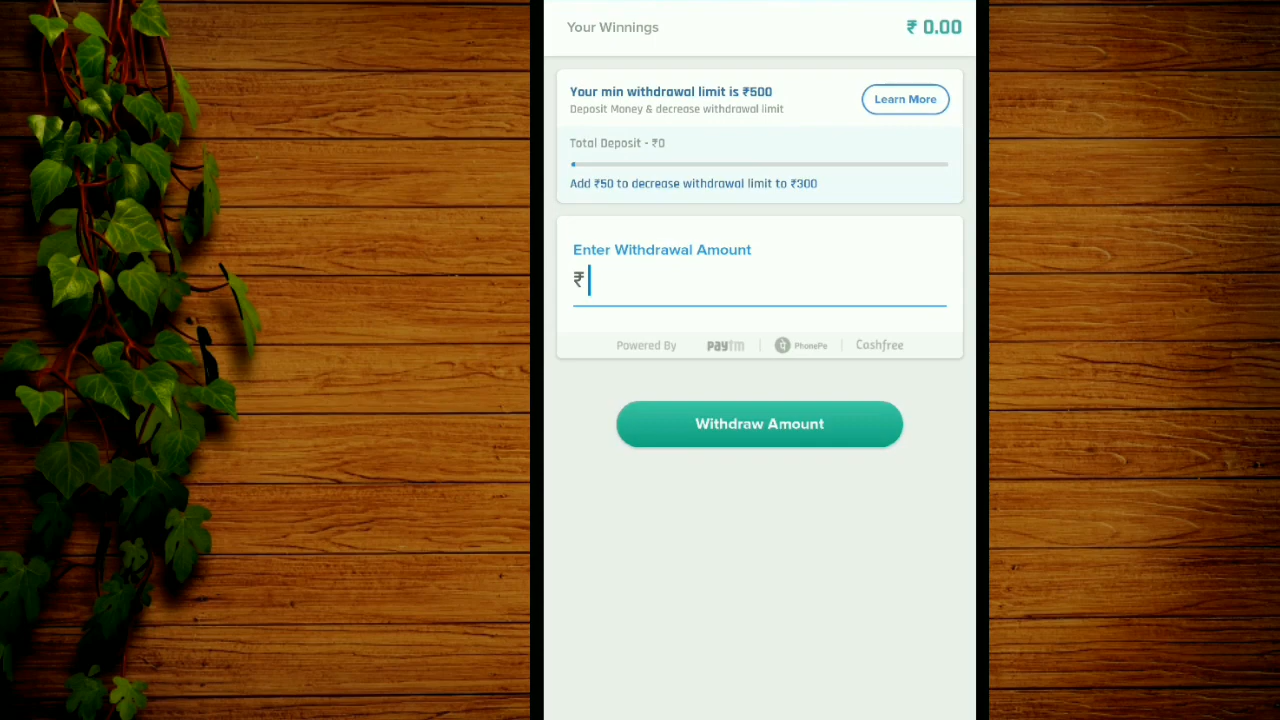 Your Winnings ₹ 0.00
Your min withdrawal limit is ₹500
Deposit Money & decrease withdrawal limit
Learn More
Total Deposit - ₹0
Add ₹50 to decrease withdrawal limit to ₹300
Enter Withdrawal Amount
₹
Powered By paytm | PhonePe | Cashfree
Withdraw Amount